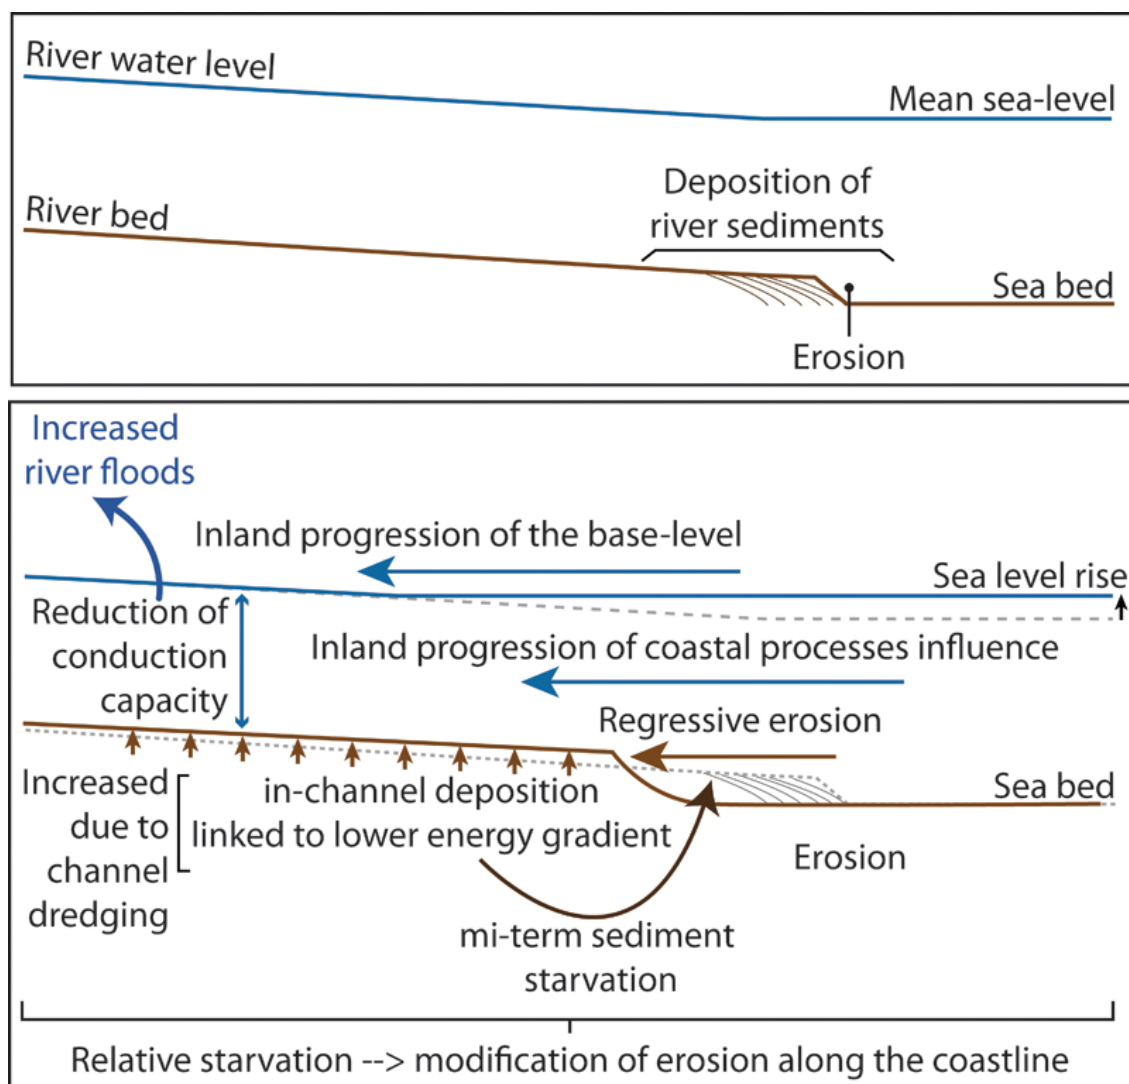 River water level
Mean sea-level
Deposition of
river sediments
River bed
Sea bed
Erosion
Increased
river floods
Inland progression of the base-level
Sea level rise
Reduction of
conduction
capacity
Inland progression of coastal processes influence
Regressive erosion
Increased
due to
channel
dredging
in-channel deposition
linked to lower energy gradient
Sea bed
Erosion
mi-term sediment
starvation
Relative starvation --> modification of erosion along the coastline